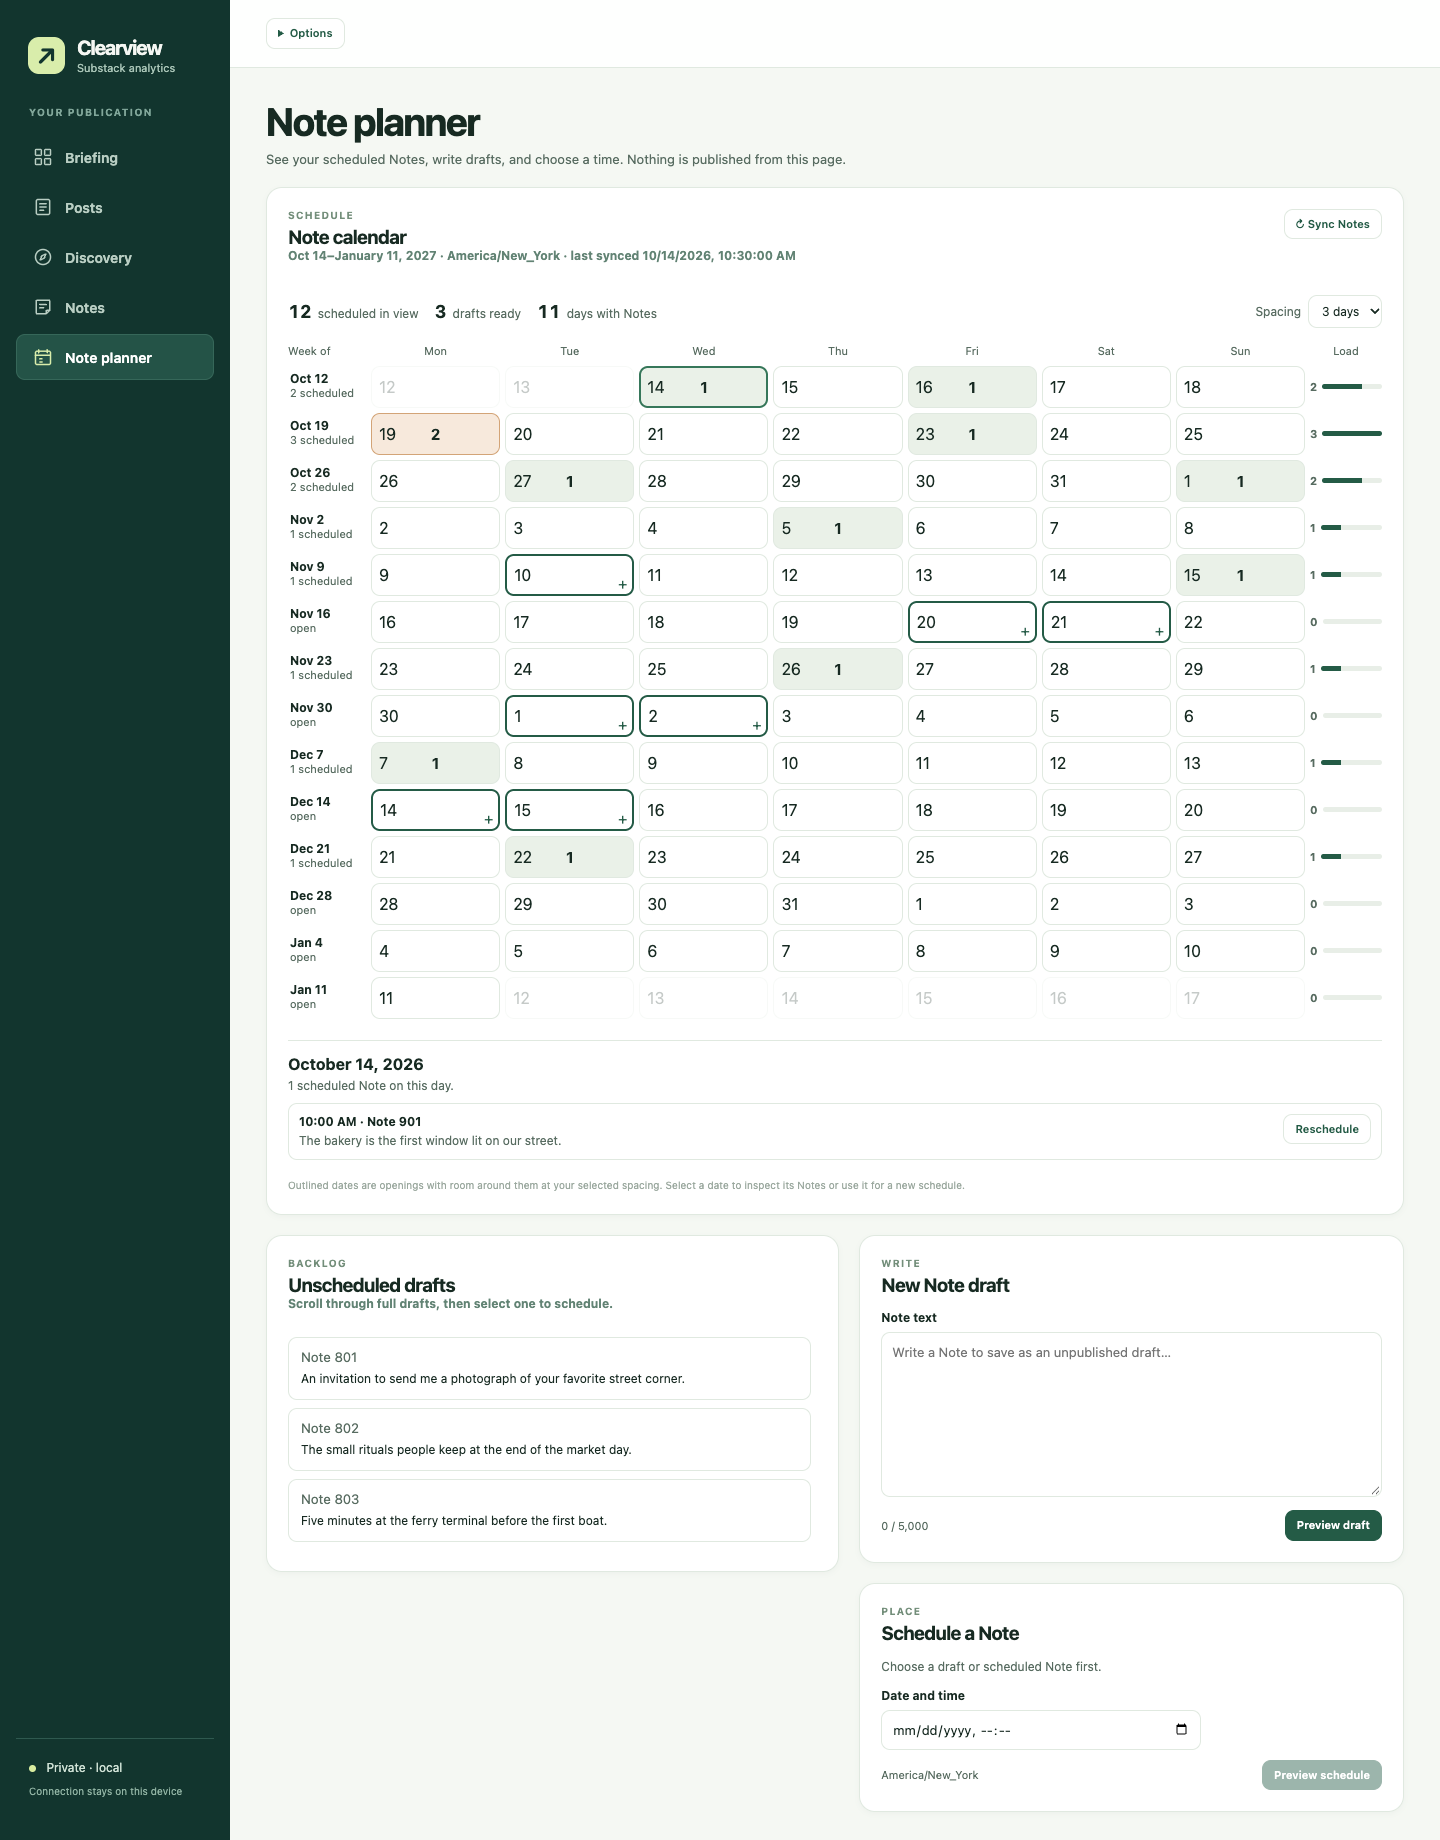 Clearview
Substack analytics
YOUR PUBLICATION
Briefing
Posts
Discovery
Notes
Note planner
Private · local
Connection stays on this device
▶ Options
Note planner
See your scheduled Notes, write drafts, and choose a time. Nothing is published from this page.
SCHEDULE
Note calendar
Oct 14–January 11, 2027 · America/New_York · last synced 10/14/2026, 10:30:00 AM
↻ Sync Notes
12 scheduled in view 3 drafts ready 11 days with Notes
Spacing 3 days
Week of Mon Tue Wed Thu Fri Sat Sun Load
Oct 12
2 scheduled
12 13 14 1 15 16 1 17 18 2
Oct 19
3 scheduled
19 2 20 21 22 23 1 24 25 3
Oct 26
2 scheduled
26 27 1 28 29 30 31 1 1 2
Nov 2
1 scheduled
2 3 4 5 1 6 7 8 1
Nov 9
1 scheduled
9 10 + 11 12 13 14 15 1 1
Nov 16
open
16 17 18 19 20 + 21 + 22 0
Nov 23
1 scheduled
23 24 25 26 1 27 28 29 1
Nov 30
open
30 1 + 2 + 3 4 5 6 0
Dec 7
1 scheduled
7 1 8 9 10 11 12 13 1
Dec 14
open
14 + 15 + 16 17 18 19 20 0
Dec 21
1 scheduled
21 22 1 23 24 25 26 27 1
Dec 28
open
28 29 30 31 1 2 3 0
Jan 4
open
4 5 6 7 8 9 10 0
Jan 11
open
11 12 13 14 15 16 17 0
October 14, 2026
1 scheduled Note on this day.
10:00 AM · Note 901
The bakery is the first window lit on our street.
Reschedule
Outlined dates are openings with room around them at your selected spacing. Select a date to inspect its Notes or use it for a new schedule.
BACKLOG
Unscheduled drafts
Scroll through full drafts, then select one to schedule.
Note 801
An invitation to send me a photograph of your favorite street corner.
Note 802
The small rituals people keep at the end of the market day.
Note 803
Five minutes at the ferry terminal before the first boat.
WRITE
New Note draft
Note text
Write a Note to save as an unpublished draft...
0 / 5,000
Preview draft
PLACE
Schedule a Note
Choose a draft or scheduled Note first.
Date and time
mm/dd/yyyy, --:--
America/New_York
Preview schedule